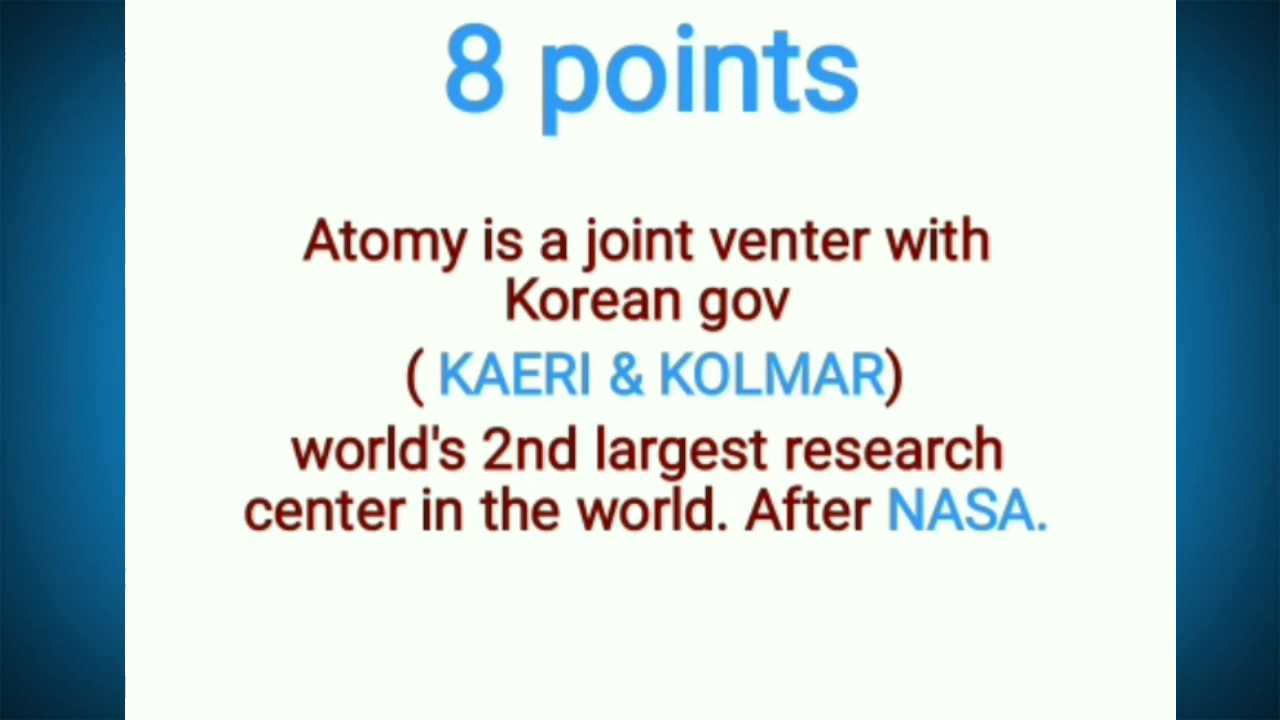 8 points
Atomy is a joint venter with
Korean gov
( KAERI & KOLMAR)
world's 2nd largest research
center in the world. After NASA.